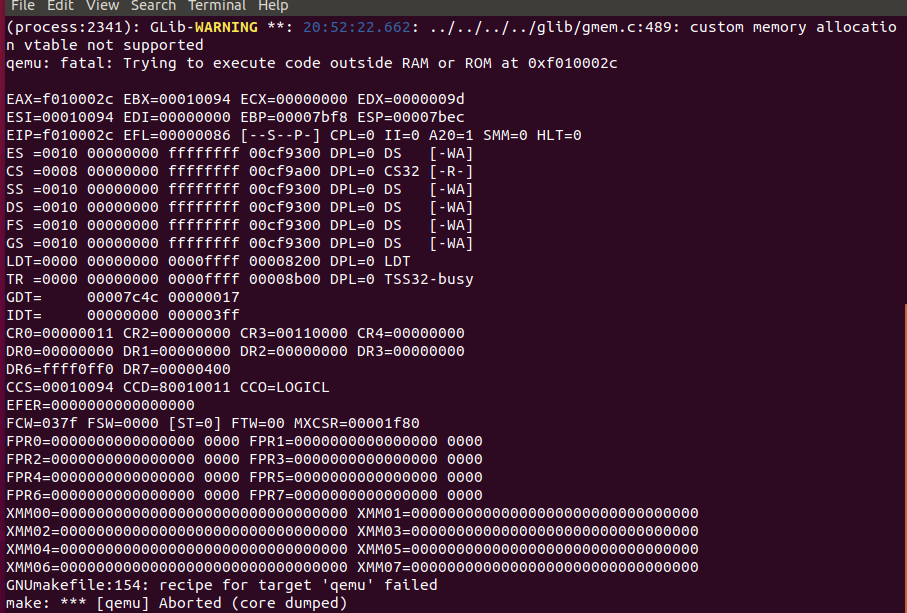 File Edit View Search Terminal Help
(process:2341): GLib-WARNING **: 20:52:22.662: ../../../../glib/gmem.c:489: custom memory allocatio
n vtable not supported
qemu: fatal: Trying to execute code outside RAM or ROM at 0xf010002c
EAX=f010002c EBX=00010094 ECX=00000000 EDX=0000009d
ESI=00010094 EDI=00000000 EBP=00007bf8 ESP=00007bec
EIP=f010002c EFL=00000086 [--S--P-] CPL=0 II=0 A20=1 SMM=0 HLT=0
ES =0010 00000000 ffffffff 00cf9300 DPL=0 DS   [-WA]
CS =0008 00000000 ffffffff 00cf9a00 DPL=0 CS32 [-R-]
SS =0010 00000000 ffffffff 00cf9300 DPL=0 DS   [-WA]
DS =0010 00000000 ffffffff 00cf9300 DPL=0 DS   [-WA]
FS =0010 00000000 ffffffff 00cf9300 DPL=0 DS   [-WA]
GS =0010 00000000 ffffffff 00cf9300 DPL=0 DS   [-WA]
LDT=0000 00000000 0000ffff 00008200 DPL=0 LDT
TR =0000 00000000 0000ffff 00008b00 DPL=0 TSS32-busy
GDT=     00007c4c 00000017
IDT=     00000000 000003ff
CR0=00000011 CR2=00000000 CR3=00110000 CR4=00000000
DR0=00000000 DR1=00000000 DR2=00000000 DR3=00000000
DR6=ffff0ff0 DR7=00000400
CCS=00010094 CCD=80010011 CCO=LOGICL
EFER=0000000000000000
FCW=037f FSW=0000 [ST=0] FTW=00 MXCSR=00001f80
FPR0=0000000000000000 0000 FPR1=0000000000000000 0000
FPR2=0000000000000000 0000 FPR3=0000000000000000 0000
FPR4=0000000000000000 0000 FPR5=0000000000000000 0000
FPR6=0000000000000000 0000 FPR7=0000000000000000 0000
XMM00=00000000000000000000000000000000 XMM01=00000000000000000000000000000000
XMM02=00000000000000000000000000000000 XMM03=00000000000000000000000000000000
XMM04=00000000000000000000000000000000 XMM05=00000000000000000000000000000000
XMM06=00000000000000000000000000000000 XMM07=00000000000000000000000000000000
GNUmakefile:154: recipe for target 'qemu' failed
make: *** [qemu] Aborted (core dumped)